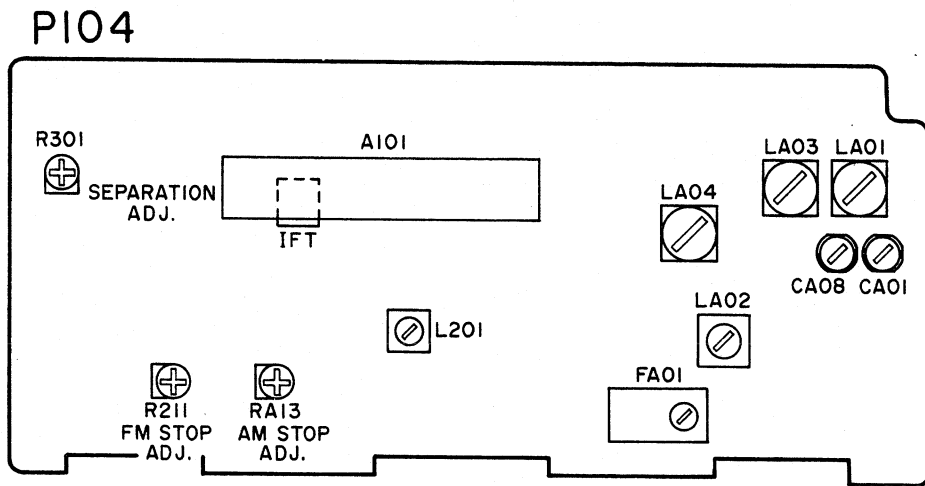 P104
R301
A101
LA03 LA01
SEPARATION
ADJ.
LA04
IFT
CA08 CA01
LA02
L201
FA01
R211
FM STOP
ADJ.
RA13
AM STOP
ADJ.